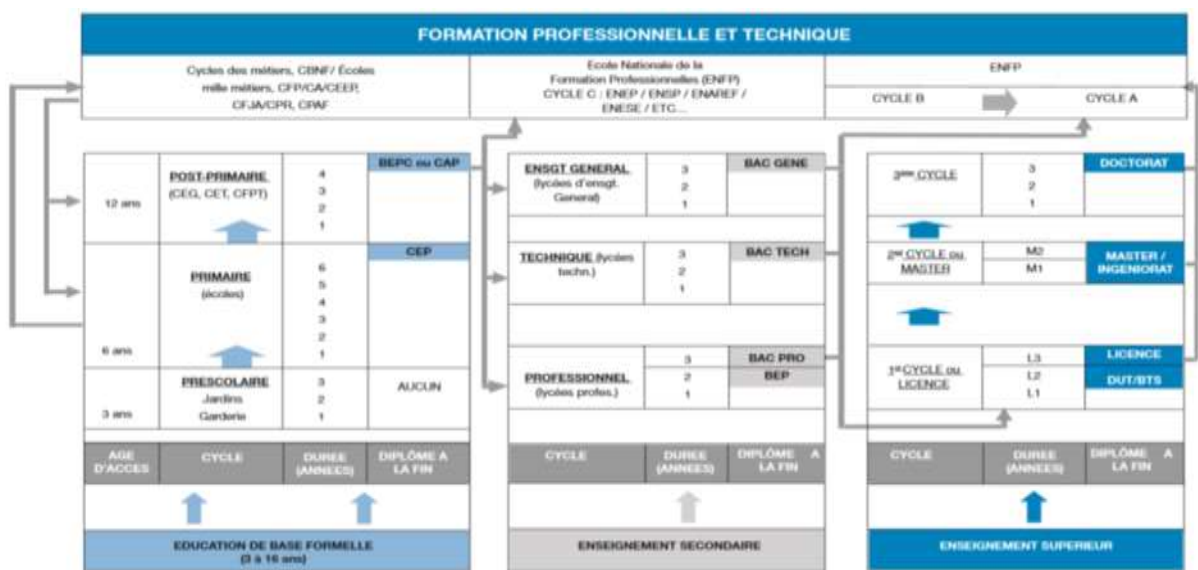 FORMATION PROFESSIONNELLE ET TECHNIQUE
Cycles des métiers, CBNF/ Écoles
mille métiers, CFP/CA/CEEP,
CFJA/CPR, CPAF
Ecole Nationale de la
Formation Professionnelles (ENFP)
CYCLE C : ENEP / ENSP / ENAREF /
ENESE / ETC...
ENFP
CYCLE B
CYCLE A
12 ans
POST-PRIMAIRE
(CEG, CET, CFPT)
4
3
2
1
BEPC ou CAP
6 ans
PRIMAIRE
(écoles)
6
5
4
3
2
1
CEP
3 ans
PRESCOLAIRE
Jardins
Garderie
3
2
1
AUCUN
AGE
D'ACCES
CYCLE
DUREE
(ANNEES)
DIPLÔME A
LA FIN
EDUCATION DE BASE FORMELLE
(3 à 16 ans)
ENSGT GENERAL
(lycées d'ensgt.
General)
3
2
1
BAC GENE
TECHNIQUE (lycées
techn.)
3
2
1
BAC TECH
PROFESSIONNEL
(lycées profes.)
3
2
1
BAC PRO
BEP
CYCLE
DUREE
(ANNEES)
DIPLÔME A
LA FIN
ENSEIGNEMENT SECONDAIRE
3ème CYCLE
3
2
1
DOCTORAT
2nd CYCLE ou
MASTER
M2
M1
MASTER /
INGENIORAT
1er CYCLE ou
LICENCE
L3
L2
L1
LICENCE
DUT/BTS
CYCLE
DUREE
(ANNEES)
DIPLÔME A
LA FIN
ENSEIGNEMENT SUPERIEUR